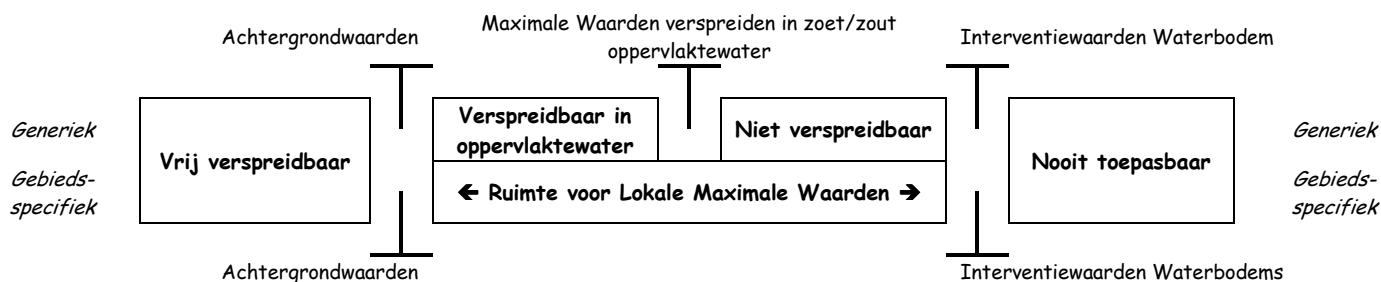 Maximale Waarden verspreiden in zoet/zout
oppervlaktewater
Achtergrondwaarden
Interventiewaarden Waterbodem
Generiek
Gebieds-
specifiek
Vrij verspreidbaar
Verspreidbaar in
oppervlaktewater
Niet verspreidbaar
← Ruimte voor Lokale Maximale Waarden →
Nooit toepasbaar
Generiek
Gebieds-
specifiek
Achtergrondwaarden
Interventiewaarden Waterbodems